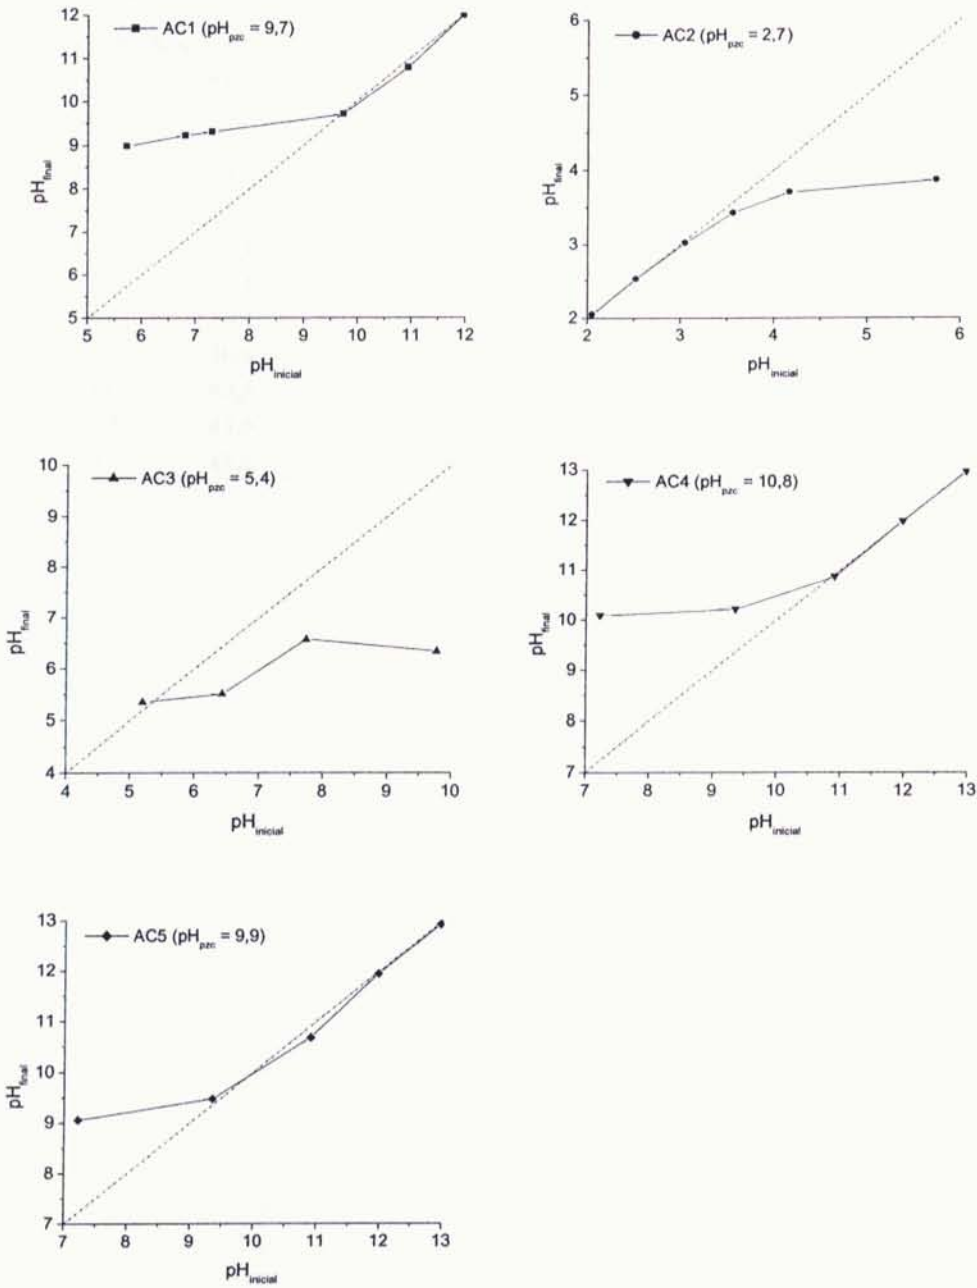 AC1 (pHpzc = 9,7)
12
11
10
9
8
7
6
5
pHfinal
5 6 7 8 9 10 11 12
pHinicial
AC2 (pHpzc = 2,7)
6
5
4
3
2
pHfinal
2 3 4 5 6
pHinicial
AC3 (pHpzc = 5,4)
10
9
8
7
6
5
4
pHfinal
4 5 6 7 8 9 10
pHinicial
AC4 (pHpzc = 10,8)
13
12
11
10
9
8
7
pHfinal
7 8 9 10 11 12 13
pHinicial
AC5 (pHpzc = 9,9)
13
12
11
10
9
8
7
pHfinal
7 8 9 10 11 12 13
pHinicial